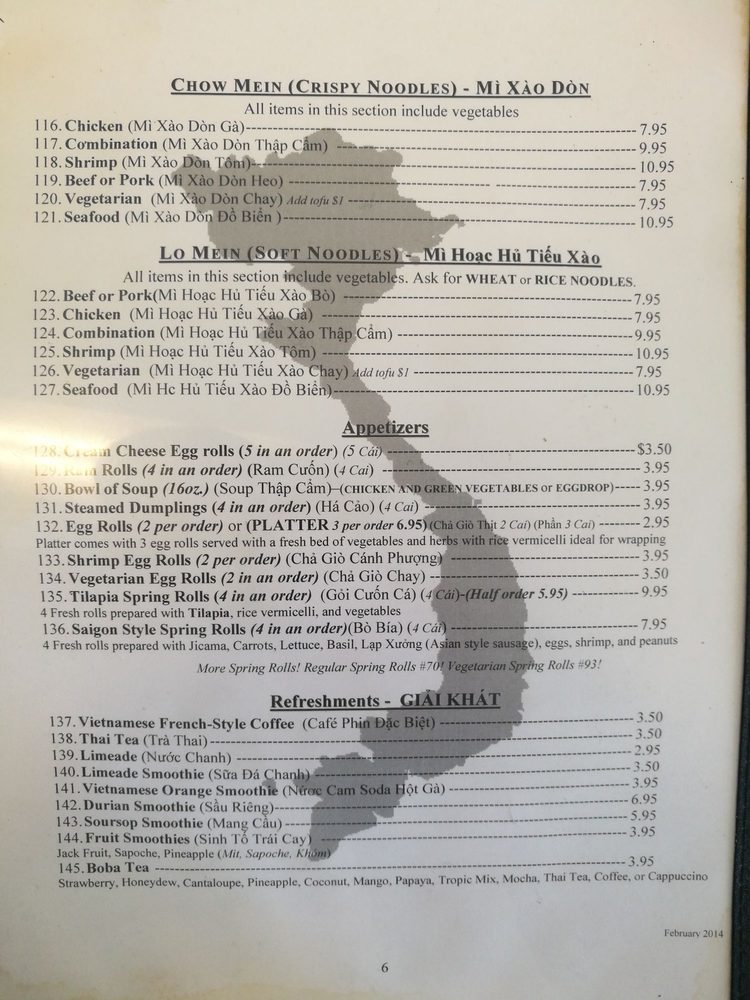 CHOW MEIN (CRISPY NOODLES) - MÌ XÀO DÒN
All items in this section include vegetables
116. Chicken (Mì Xào Dòn Gà)---7.95
117. Combination (Mì Xào Dòn Thập Cẩm)---9.95
118. Shrimp (Mì Xào Dòn Tôm)---10.95
119. Beef or Pork (Mì Xào Dòn Heo)---7.95
120. Vegetarian (Mì Xào Dòn Chay) Add tofu $1---7.95
121. Seafood (Mì Xào Dòn Đồ Biển )---10.95
LO MEIN (SOFT NOODLES) - Mì Hoạc Hủ Tiếu Xào
All items in this section include vegetables. Ask for WHEAT or RICE NOODLES.
122. Beef or Pork(Mì Hoạc Hủ Tiếu Xào Bò)---7.95
123. Chicken (Mì Hoạc Hủ Tiếu Xào Gà)---7.95
124. Combination (Mì Hoạc Hủ Tiếu Xào Thập Cẩm)---9.95
125. Shrimp (Mì Hoạc Hủ Tiếu Xào Tôm)---10.95
126. Vegetarian (Mì Hoạc Hủ Tiếu Xào Chay) Add tofu $1---7.95
127. Seafood (Mì Hc Hủ Tiếu Xào Đồ Biển)---10.95
Appetizers
128. Cream Cheese Egg rolls (5 in an order) (5 Cái)---$3.50
129. Rolls (4 in an order) (Ram Cuốn) (4 Cai)---3.95
130. Bowl of Soup (16oz.) (Soup Thập Cẩm)–(CHICKEN AND GREEN VEGETABLES or EGGDROP)---3.95
131. Steamed Dumplings (4 in an order) (Há Cảo) (4 Cai)---3.95
132. Egg Rolls (2 per order) or (PLATTER 3 per order 6.95) (Chả Giò Thịt 2 Cai) (Phần 3 Cai)---2.95
Platter comes with 3 egg rolls served with a fresh bed of vegetables and herbs with rice vermicelli ideal for wrapping
133. Shrimp Egg Rolls (2 per order) (Chả Giò Cánh Phượng)---3.95
134. Vegetarian Egg Rolls (2 in an order) (Chả Giò Chay)---3.50
135. Tilapia Spring Rolls (4 in an order) (Gỏi Cuốn Cá) (4 Cái)-(Half order 5.95)---9.95
4 Fresh rolls prepared with Tilapia, rice vermicelli, and vegetables
136. Saigon Style Spring Rolls (4 in an order)(Bò Bía) (4 Cái)---7.95
4 Fresh rolls prepared with Jicama, Carrots, Lettuce, Basil, Lạp Xưởng (Asian style sausage), eggs, shrimp, and peanuts
More Spring Rolls! Regular Spring Rolls #70! Vegetarian Spring Rolls #93!
Refreshments - GIẢI KHÁT
137. Vietnamese French-Style Coffee (Café Phin Đặc Biệt)---3.50
138. Thai Tea (Trà Thai)---3.50
139. Limeade (Nước Chanh)---2.95
140. Limeade Smoothie (Sữa Đá Chanh)---3.50
141. Vietnamese Orange Smoothie (Nước Cam Soda Hột Gà)---3.95
142. Durian Smoothie (Sầu Riêng)---6.95
143. Soursop Smoothie (Mang Cầu)---5.95
144. Fruit Smoothies (Sinh Tố Trái Cay)---3.95
Jack Fruit, Sapoche, Pineapple (Mit, Sapoche, Khóm)
145. Boba Tea---3.95
Strawberry, Honeydew, Cantaloupe, Pineapple, Coconut, Mango, Papaya, Tropic Mix, Mocha, Thai Tea, Coffee, or Cappuccino
February 2014
6